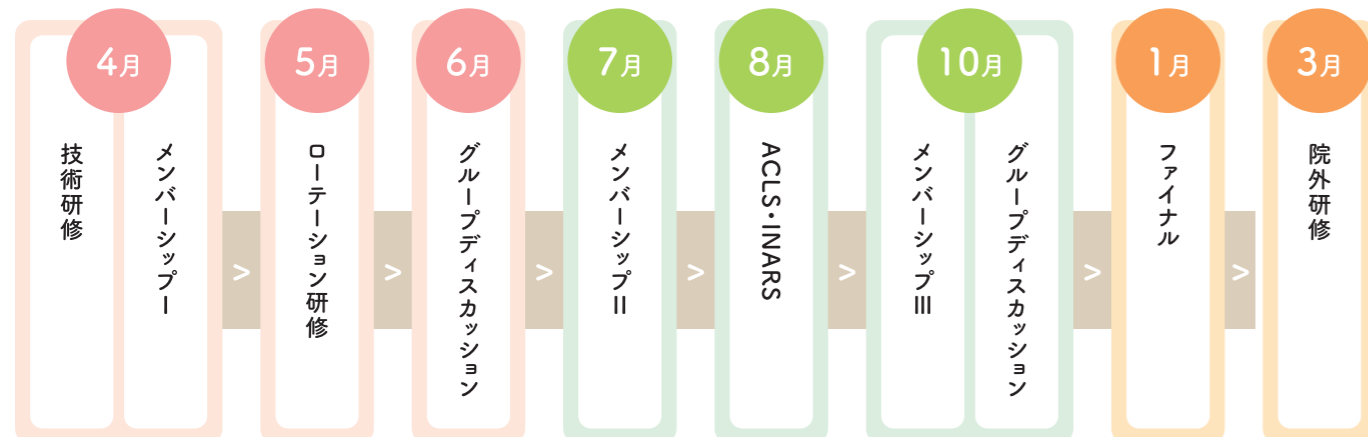 4月
技術研修
メンバーシップⅠ
>
5月
ローテーション研修
>
6月
グループディスカッション
>
7月
メンバーシップⅡ
>
8月
ACLS・INARS
>
10月
メンバーシップⅢ
グループディスカッション
>
1月
ファイナル
>
3月
院外研修